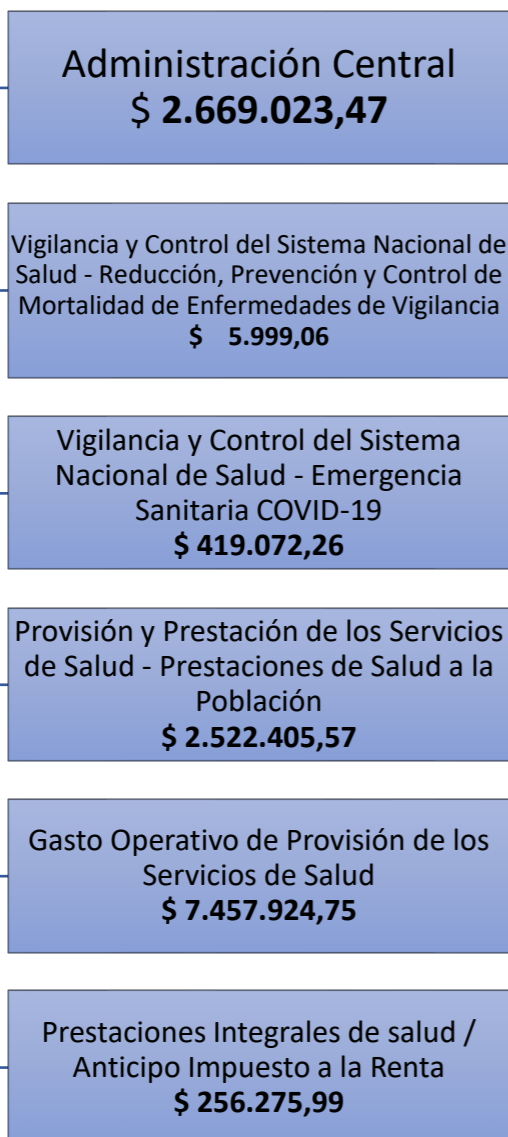 Administración Central
$ 2.669.023,47
Vigilancia y Control del Sistema Nacional de
Salud - Reducción, Prevención y Control de
Mortalidad de Enfermedades de Vigilancia
$ 5.999,06
Vigilancia y Control del Sistema
Nacional de Salud - Emergencia
Sanitaria COVID-19
$ 419.072,26
Provisión y Prestación de los Servicios
de Salud - Prestaciones de Salud a la
Población
$ 2.522.405,57
Gasto Operativo de Provisión de los
Servicios de Salud
$ 7.457.924,75
Prestaciones Integrales de salud /
Anticipo Impuesto a la Renta
$ 256.275,99